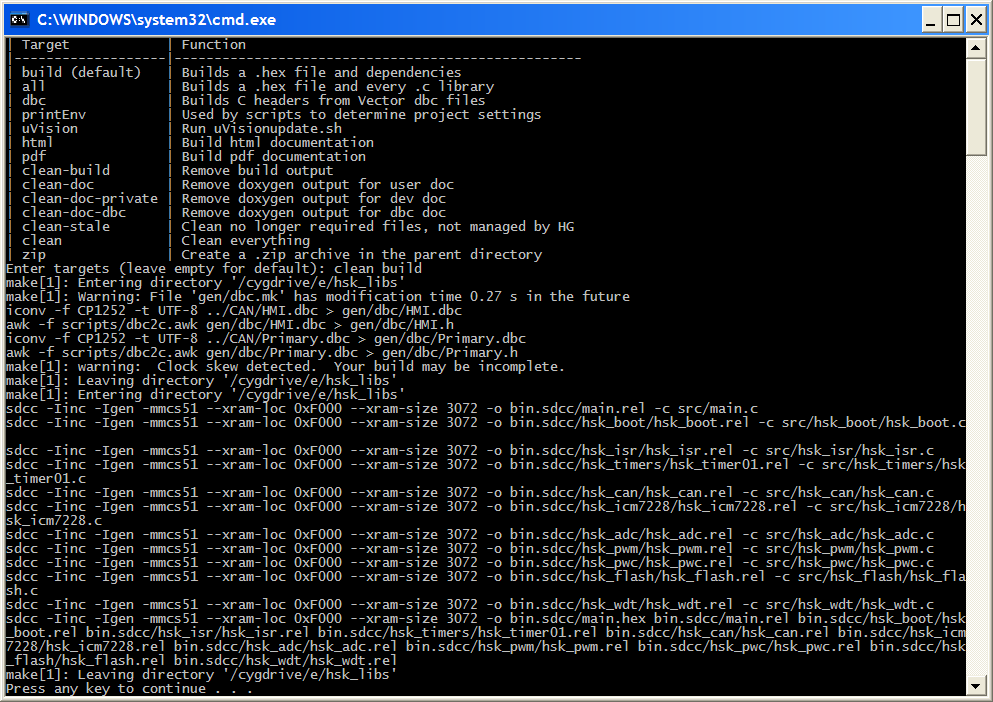 C:\WINDOWS\system32\cmd.exe
| Target            | Function
|-------------------|--------------------------------------------------
| build (default)   | Builds a .hex file and dependencies
| all               | Builds a .hex file and every .c library
| dbc               | Builds C headers from Vector dbc files
| printEnv          | Used by scripts to determine project settings
| uVision           | Run uVisionupdate.sh
| html              | Build html documentation
| pdf               | Build pdf documentation
| clean-build       | Remove build output
| clean-doc         | Remove doxygen output for user doc
| clean-doc-private | Remove doxygen output for dev doc
| clean-doc-dbc     | Remove doxygen output for dbc doc
| clean-stale       | Clean no longer required files, not managed by HG
| clean             | Clean everything
| zip               | Create a .zip archive in the parent directory
Enter targets (leave empty for default): clean build
make[1]: Entering directory '/cygdrive/e/hsk_libs'
make[1]: Warning: File 'gen/dbc.mk' has modification time 0.27 s in the future
iconv -f CP1252 -t UTF-8 ../CAN/HMI.dbc > gen/dbc/HMI.dbc
awk -f scripts/dbc2c.awk gen/dbc/HMI.dbc > gen/dbc/HMI.h
iconv -f CP1252 -t UTF-8 ../CAN/Primary.dbc > gen/dbc/Primary.dbc
awk -f scripts/dbc2c.awk gen/dbc/Primary.dbc > gen/dbc/Primary.h
make[1]: warning:  Clock skew detected.  Your build may be incomplete.
make[1]: Leaving directory '/cygdrive/e/hsk_libs'
make[1]: Entering directory '/cygdrive/e/hsk_libs'
sdcc -Iinc -Igen -mmcs51 --xram-loc 0xF000 --xram-size 3072 -o bin.sdcc/main.rel -c src/main.c
sdcc -Iinc -Igen -mmcs51 --xram-loc 0xF000 --xram-size 3072 -o bin.sdcc/hsk_boot/hsk_boot.rel -c src/hsk_boot/hsk_boot.c
sdcc -Iinc -Igen -mmcs51 --xram-loc 0xF000 --xram-size 3072 -o bin.sdcc/hsk_isr/hsk_isr.rel -c src/hsk_isr/hsk_isr.c
sdcc -Iinc -Igen -mmcs51 --xram-loc 0xF000 --xram-size 3072 -o bin.sdcc/hsk_timers/hsk_timer01.rel -c src/hsk_timers/hsk
_timer01.c
sdcc -Iinc -Igen -mmcs51 --xram-loc 0xF000 --xram-size 3072 -o bin.sdcc/hsk_can/hsk_can.rel -c src/hsk_can/hsk_can.c
sdcc -Iinc -Igen -mmcs51 --xram-loc 0xF000 --xram-size 3072 -o bin.sdcc/hsk_icm7228/hsk_icm7228.rel -c src/hsk_icm7228/h
sk_icm7228.c
sdcc -Iinc -Igen -mmcs51 --xram-loc 0xF000 --xram-size 3072 -o bin.sdcc/hsk_adc/hsk_adc.rel -c src/hsk_adc/hsk_adc.c
sdcc -Iinc -Igen -mmcs51 --xram-loc 0xF000 --xram-size 3072 -o bin.sdcc/hsk_pwm/hsk_pwm.rel -c src/hsk_pwm/hsk_pwm.c
sdcc -Iinc -Igen -mmcs51 --xram-loc 0xF000 --xram-size 3072 -o bin.sdcc/hsk_pwc/hsk_pwc.rel -c src/hsk_pwc/hsk_pwc.c
sdcc -Iinc -Igen -mmcs51 --xram-loc 0xF000 --xram-size 3072 -o bin.sdcc/hsk_flash/hsk_flash.rel -c src/hsk_flash/hsk_fla
sh.c
sdcc -Iinc -Igen -mmcs51 --xram-loc 0xF000 --xram-size 3072 -o bin.sdcc/hsk_wdt/hsk_wdt.rel -c src/hsk_wdt/hsk_wdt.c
sdcc -Iinc -Igen -mmcs51 --xram-loc 0xF000 --xram-size 3072 -o bin.sdcc/main.hex bin.sdcc/main.rel bin.sdcc/hsk_boot/hsk
_boot.rel bin.sdcc/hsk_isr/hsk_isr.rel bin.sdcc/hsk_timers/hsk_timer01.rel bin.sdcc/hsk_can/hsk_can.rel bin.sdcc/hsk_icm
7228/hsk_icm7228.rel bin.sdcc/hsk_adc/hsk_adc.rel bin.sdcc/hsk_pwm/hsk_pwm.rel bin.sdcc/hsk_pwc/hsk_pwc.rel bin.sdcc/hsk
_flash/hsk_flash.rel bin.sdcc/hsk_wdt/hsk_wdt.rel
make[1]: Leaving directory '/cygdrive/e/hsk_libs'
Press any key to continue . . .